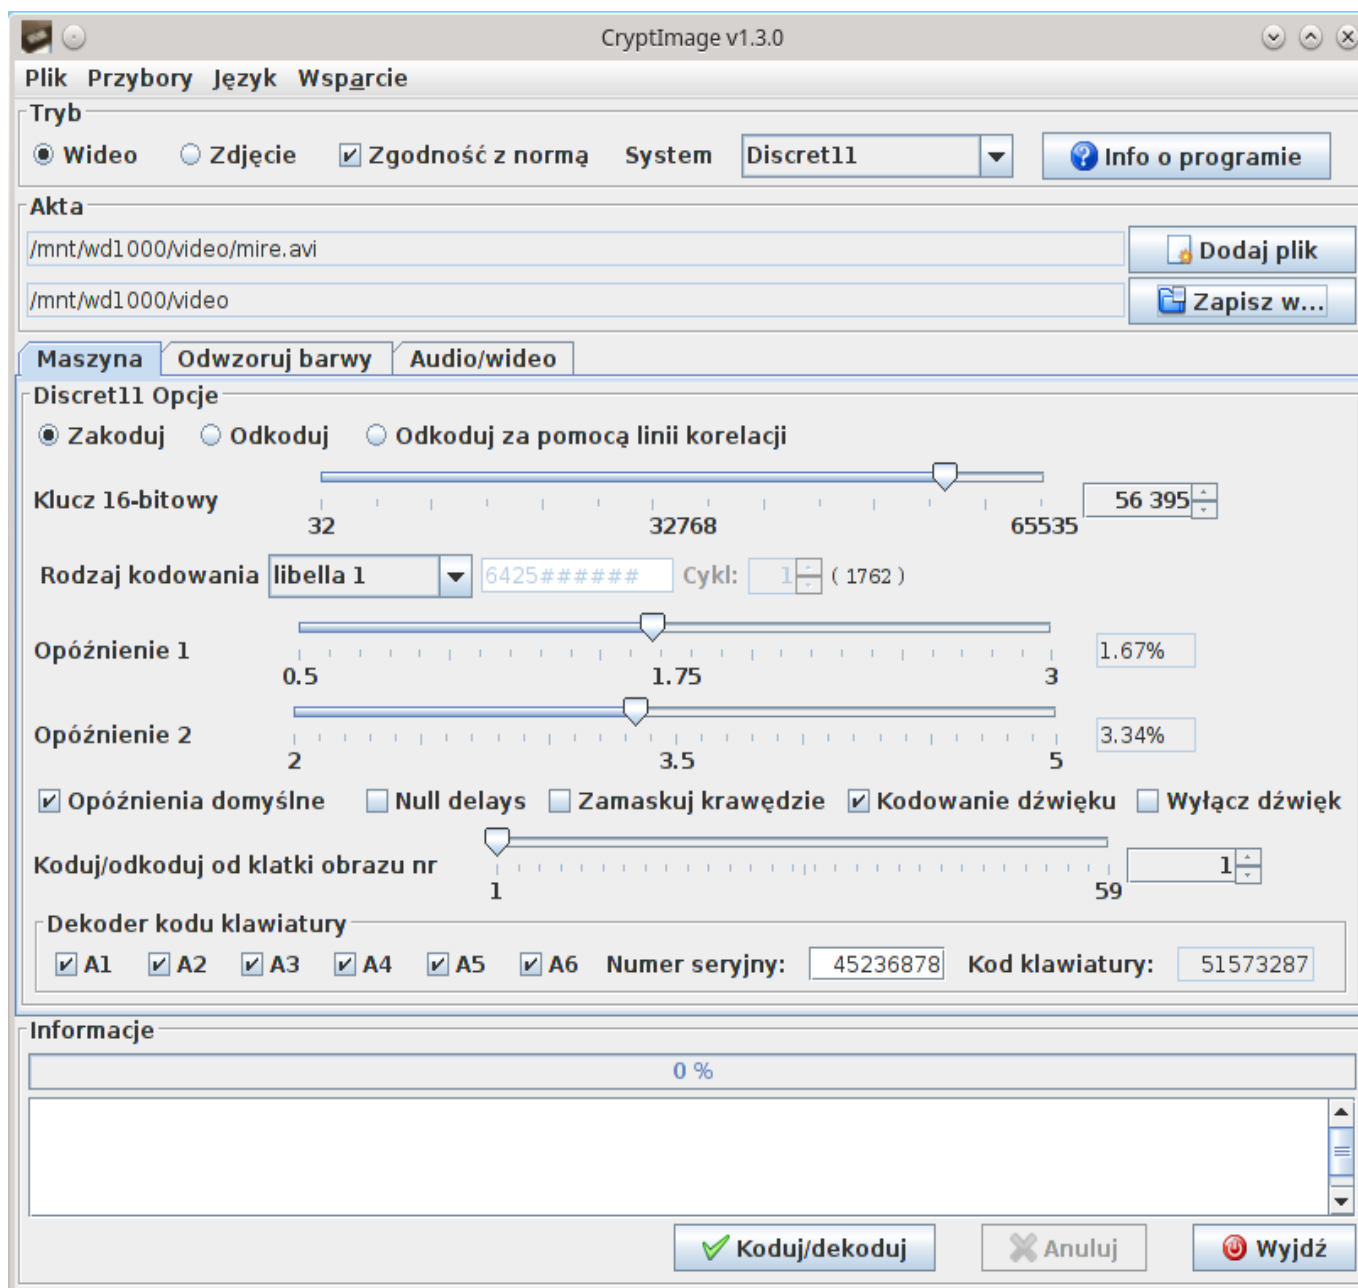 CryptImage v1.3.0
Plik Przybory Język Wsparcie
Tryb
Wideo Zdjęcie Zgodność z normą System Discret11 Info o programie
Akta
/mnt/wd1000/video/mire.avi Dodaj plik
/mnt/wd1000/video Zapisz w...
Maszyna Odwzoruj barwy Audio/wideo
Discret11 Opcje
Zakoduj Odkoduj Odkoduj za pomocą linii korelacji
Klucz 16-bitowy 56 395
32 32768 65535
Rodzaj kodowania libella 1 6425###### Cykl: 1 ( 1762 )
Opóźnienie 1 1.67%
0.5 1.75 3
Opóźnienie 2 3.34%
2 3.5 5
Opóźnienia domyślne Null delays Zamaskuj krawędzie Kodowanie dźwięku Wyłącz dźwięk
Koduj/odkoduj od klatki obrazu nr 1
1 59
Dekoder kodu klawiatury
A1 A2 A3 A4 A5 A6 Numer seryjny: 45236878 Kod klawiatury: 51573287
Informacje
0 %
Koduj/dekoduj Anuluj Wyjdź